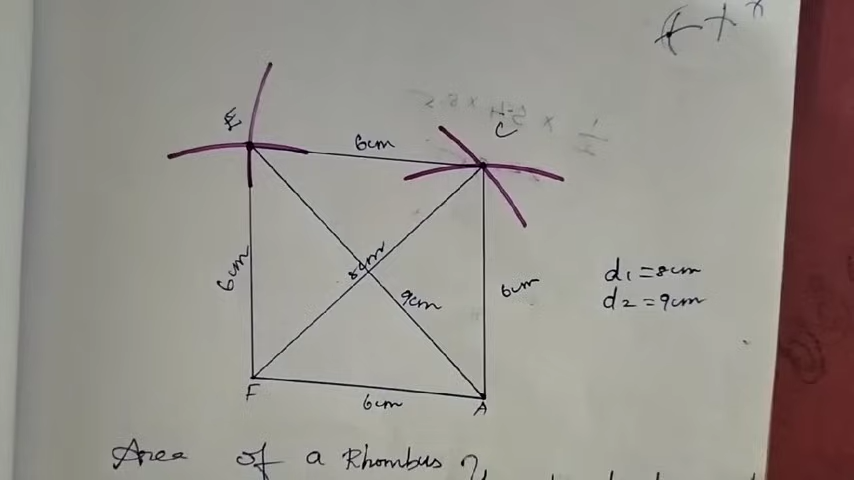 E
C
6cm
6cm
8cm
9cm
6cm
d₁ = 8cm
d₂ = 9cm
F
6cm
A
Area of a Rhombus